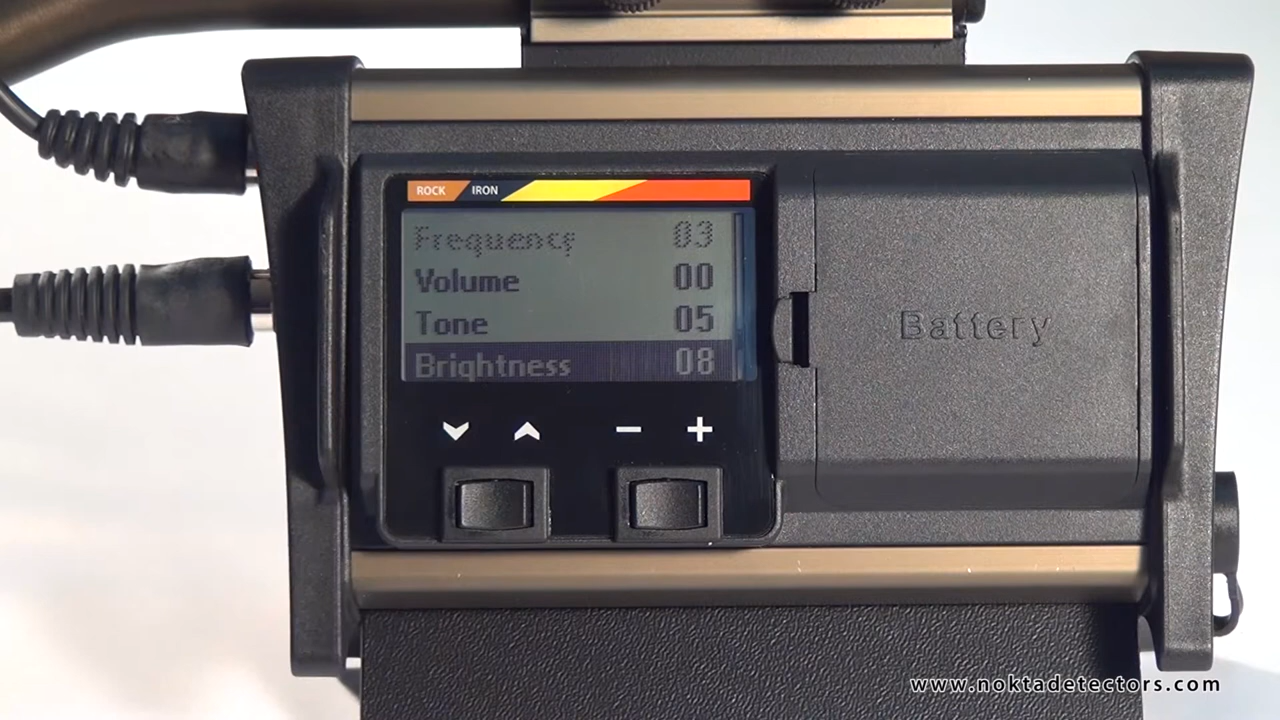 ROCK IRON
Frequency 03
Volume 00
Tone 05
Brightness 08
Battery
www.noktadetectors.com